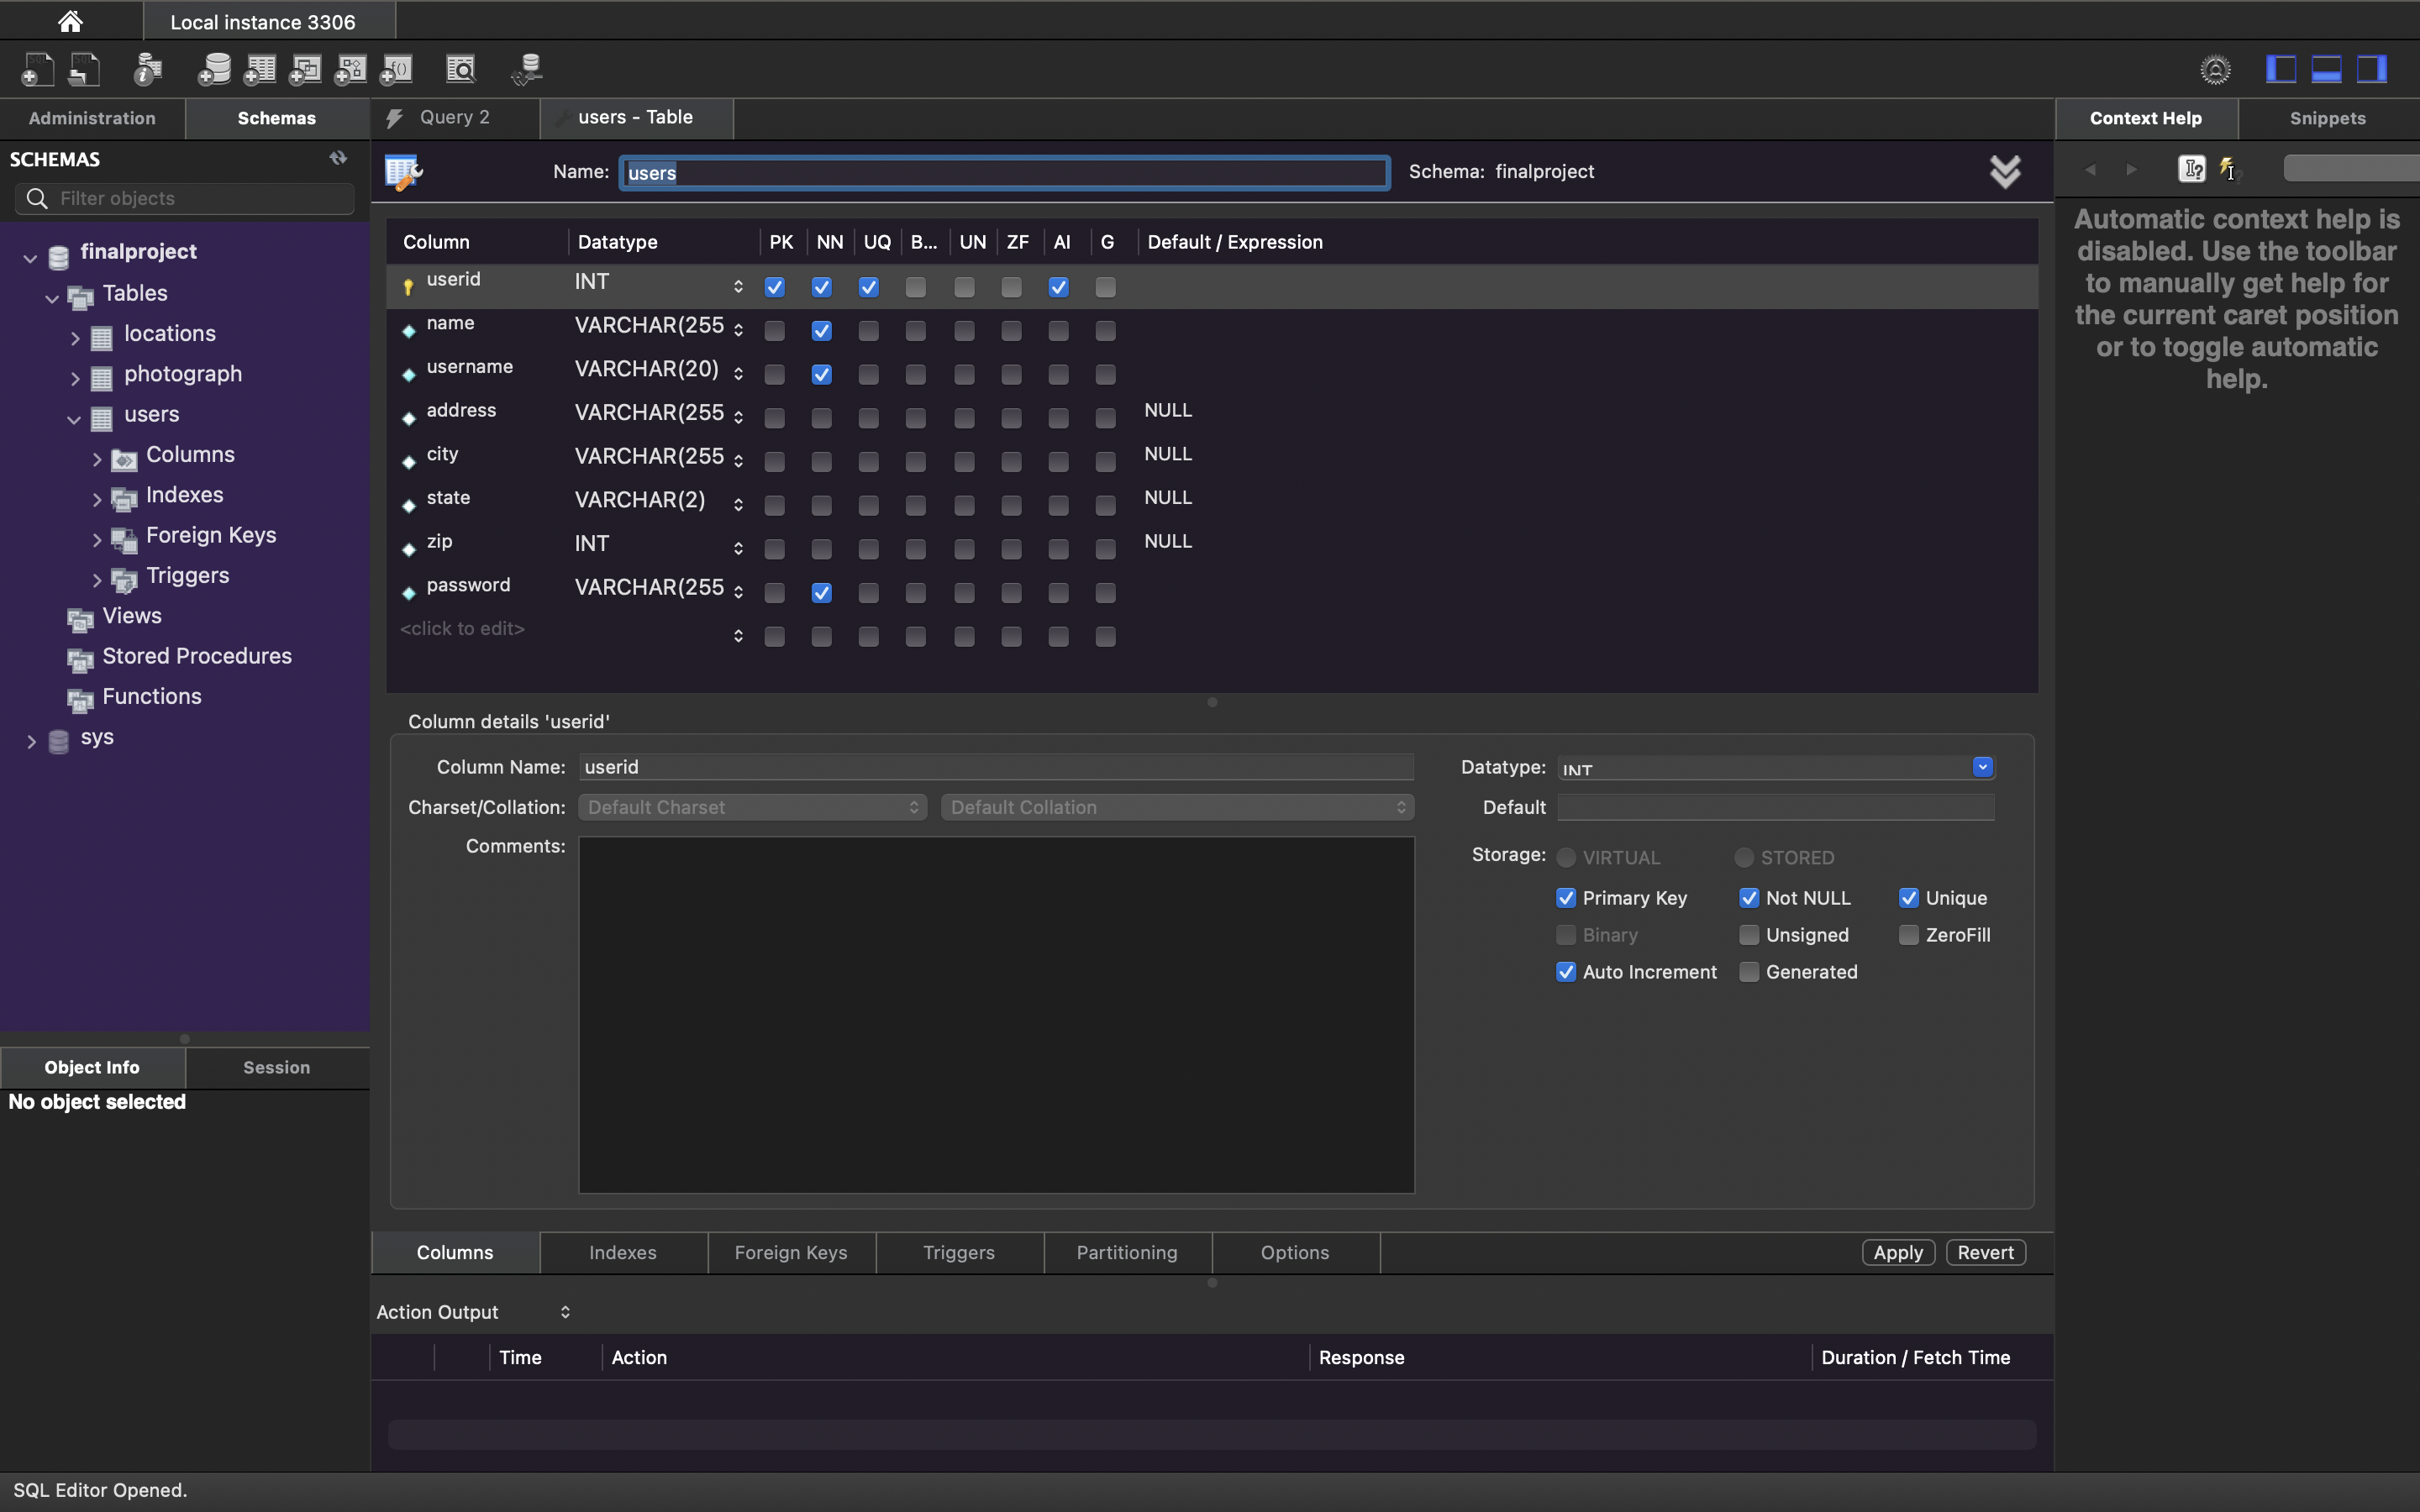 Local instance 3306
Administration
Schemas
Query 2
users - Table
Context Help
Snippets
SCHEMAS
Filter objects
finalproject
Tables
locations
photograph
users
Columns
Indexes
Foreign Keys
Triggers
Views
Stored Procedures
Functions
sys
Object Info
Session
No object selected
Name: users
Schema: finalproject
Column Datatype PK NN UQ B... UN ZF AI G Default / Expression
userid INT
name VARCHAR(255
username VARCHAR(20)
address VARCHAR(255 NULL
city VARCHAR(255 NULL
state VARCHAR(2) NULL
zip INT NULL
password VARCHAR(255
<click to edit>
Column details 'userid'
Column Name: userid
Datatype: INT
Charset/Collation: Default Charset Default Collation
Default
Comments:
Storage: VIRTUAL STORED
Primary Key Not NULL Unique
Binary Unsigned ZeroFill
Auto Increment Generated
Columns
Indexes
Foreign Keys
Triggers
Partitioning
Options
Apply
Revert
Action Output
Time Action Response Duration / Fetch Time
Automatic context help is
disabled. Use the toolbar
to manually get help for
the current caret position
or to toggle automatic
help.
SQL Editor Opened.